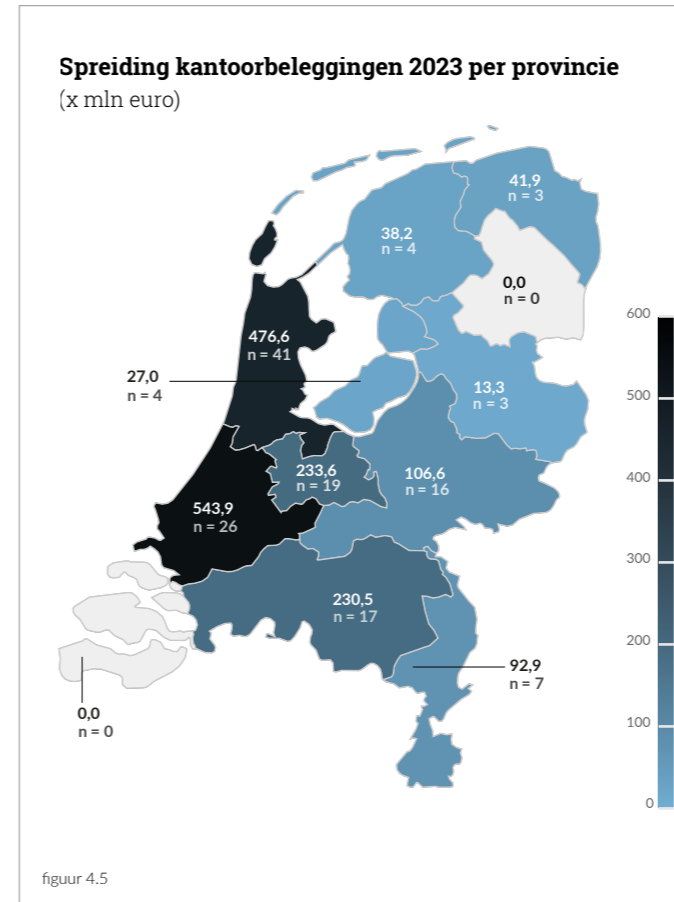 Spreiding kantoorbeleggingen 2023 per provincie
(x mln euro)
41,9
n = 3
38,2
n = 4
0,0
n = 0
476,6
n = 41
27,0
n = 4
13,3
n = 3
233,6
n = 19
106,6
n = 16
543,9
n = 26
230,5
n = 17
92,9
n = 7
0,0
n = 0
600
500
400
300
200
100
0
figuur 4.5